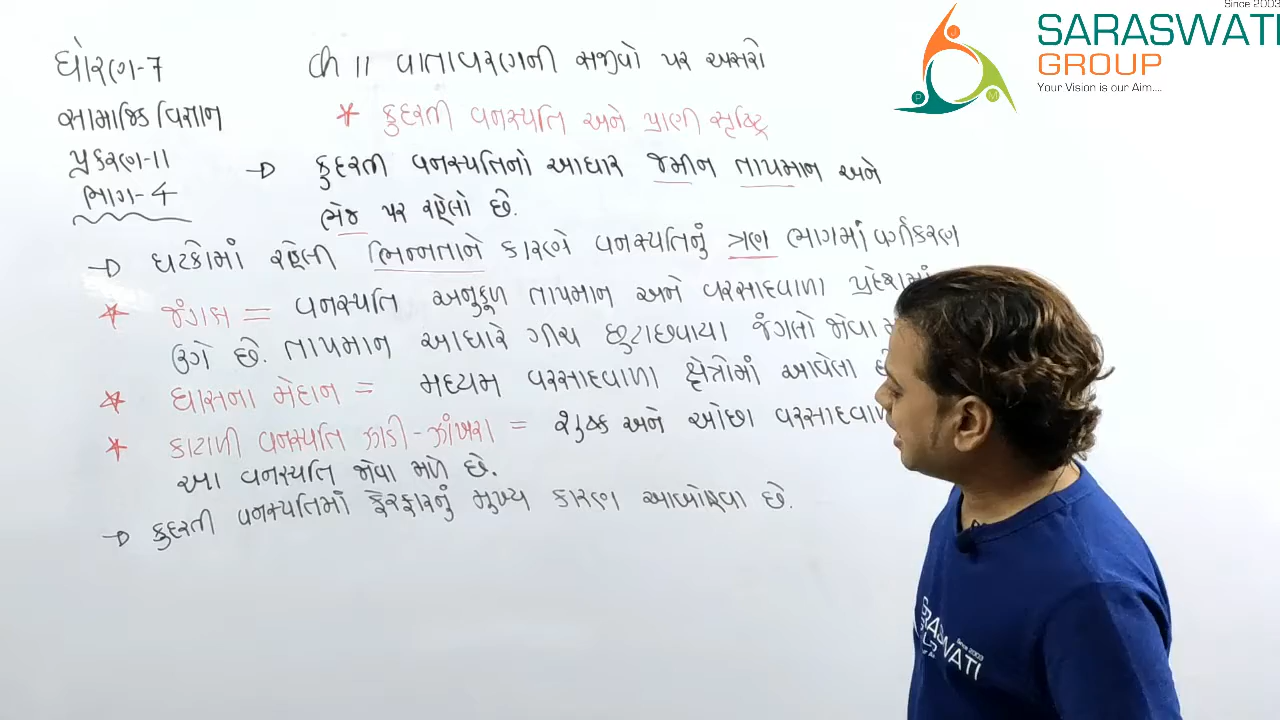 Since 2003
SARASWATI
GROUP
Your Vision is our Aim....
J
P
M
ધોરણ-7
સામાજિક વિજ્ઞાન
પ્રકરણ-11
ભાગ-4
ch 11 વાતાવરણની સજીવો પર અસરો
* કુદરતી વનસ્પતિ અને પ્રાણી સૃષ્ટિ
→ કુદરતી વનસ્પતિનો આધાર જમીન તાપમાન અને
ભેજ પર રહેલો છે.
→ ઘટકોમાં રહેલી ભિન્નતાને કારણે વનસ્પતિનું ત્રણ ભાગમાં વર્ગીકરણ
* જંગલ = વનસ્પતિ અનુકૂળ તાપમાન અને વરસાદવાળા પ્રદેશમાં
ઉગે છે. તાપમાન આધારે ગીચ છુટાછવાયા જંગલો જોવા
* ઘાસના મેદાન = મધ્યમ વરસાદવાળા ક્ષેત્રોમાં આવેલા
* કાટાળી વનસ્પતિ ઝાડી-ઝાંખરા = શુષ્ક અને ઓછા
આ વનસ્પતિ જોવા મળે છે.
→ કુદરતી વનસ્પતિમાં ફેરફારનું મુખ્ય કારણ આબોહવા છે.
Since 2003